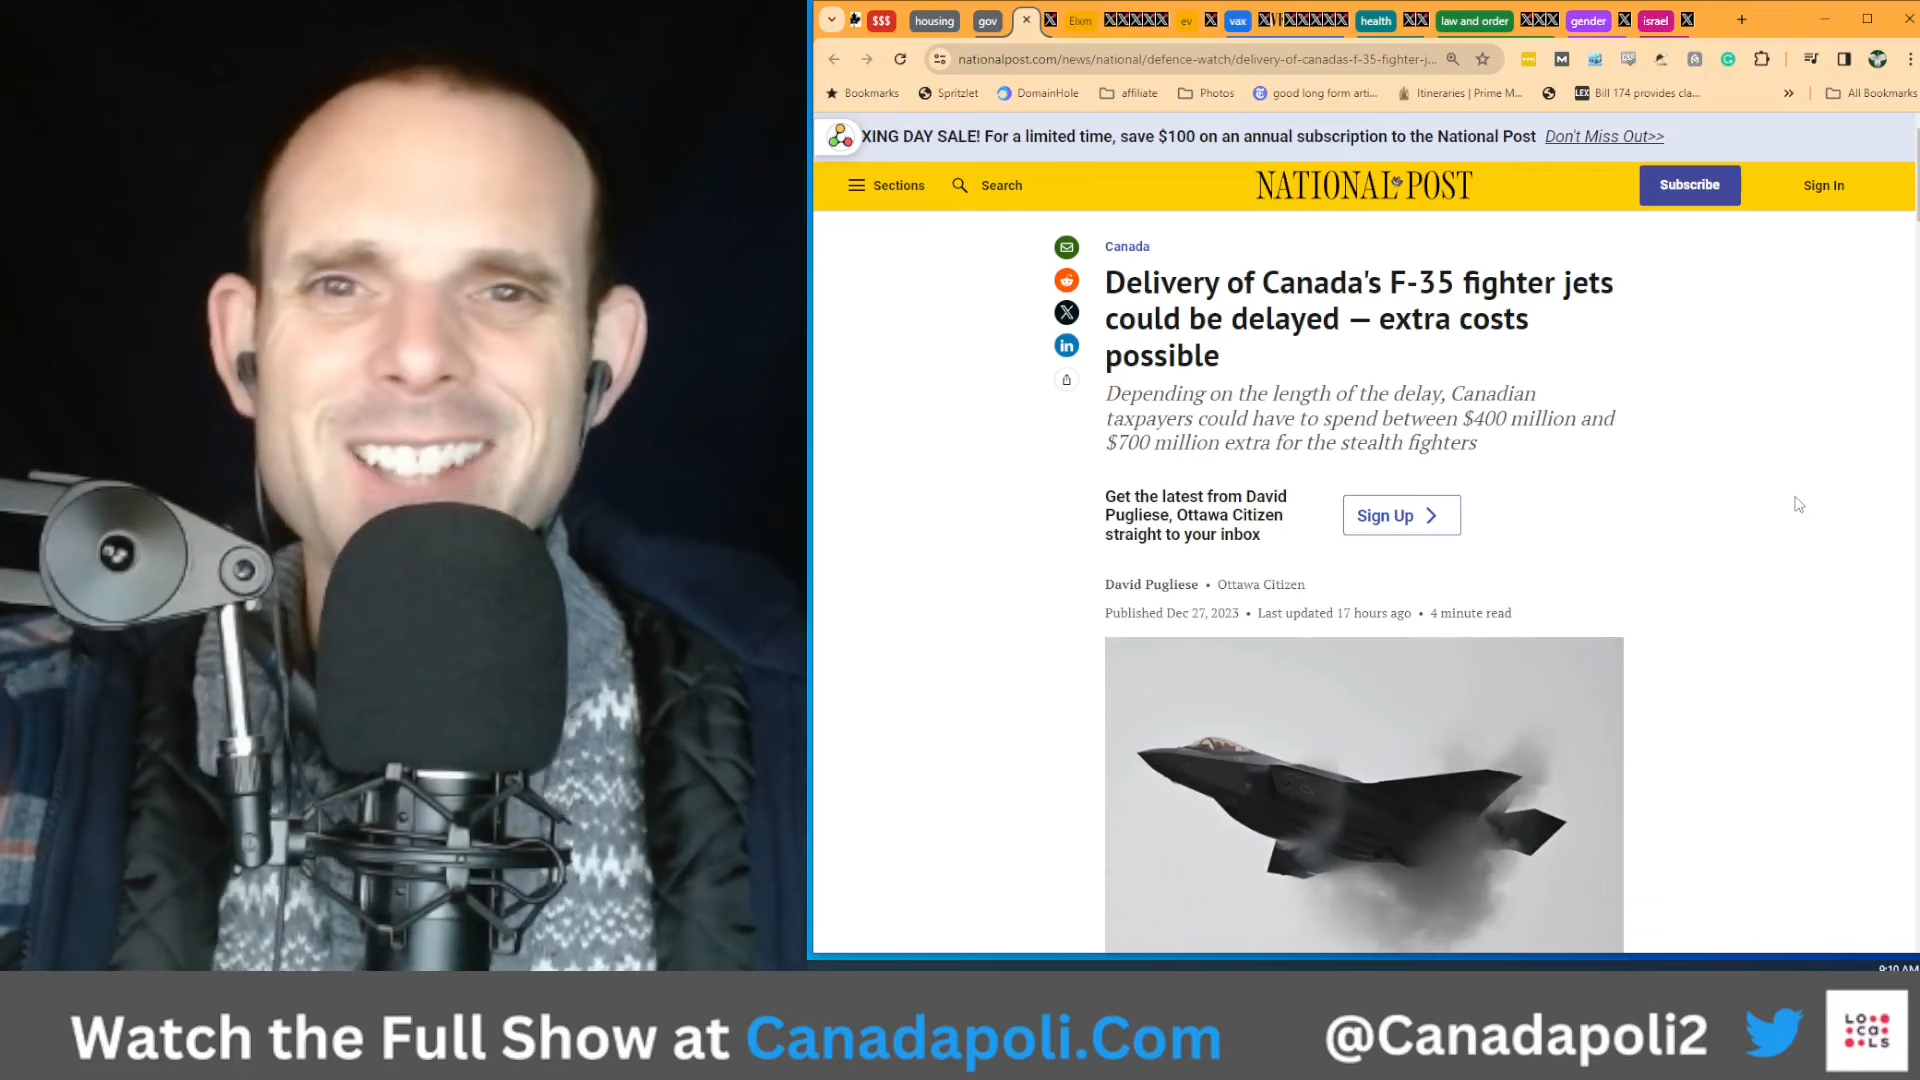 $$$ housing gov Elxm ev vax health law and order gender israel
nationalpost.com/news/national/defence-watch/delivery-of-canadas-f-35-fighter-j...
Bookmarks Spritzlet DomainHole affiliate Photos good long form arti... Itineraries | Prime M... LEX Bill 174 provides cla... » All Bookmarks
XING DAY SALE! For a limited time, save $100 on an annual subscription to the National Post Don't Miss Out>>
Sections Search NATIONAL POST Subscribe Sign In
Canada
Delivery of Canada's F-35 fighter jets
could be delayed — extra costs
possible
Depending on the length of the delay, Canadian
taxpayers could have to spend between $400 million and
$700 million extra for the stealth fighters
Get the latest from David
Pugliese, Ottawa Citizen
straight to your inbox
Sign Up
David Pugliese • Ottawa Citizen
Published Dec 27, 2023 • Last updated 17 hours ago • 4 minute read
9:10 AM
Watch the Full Show at Canadapoli.Com @Canadapoli2
LOCALS